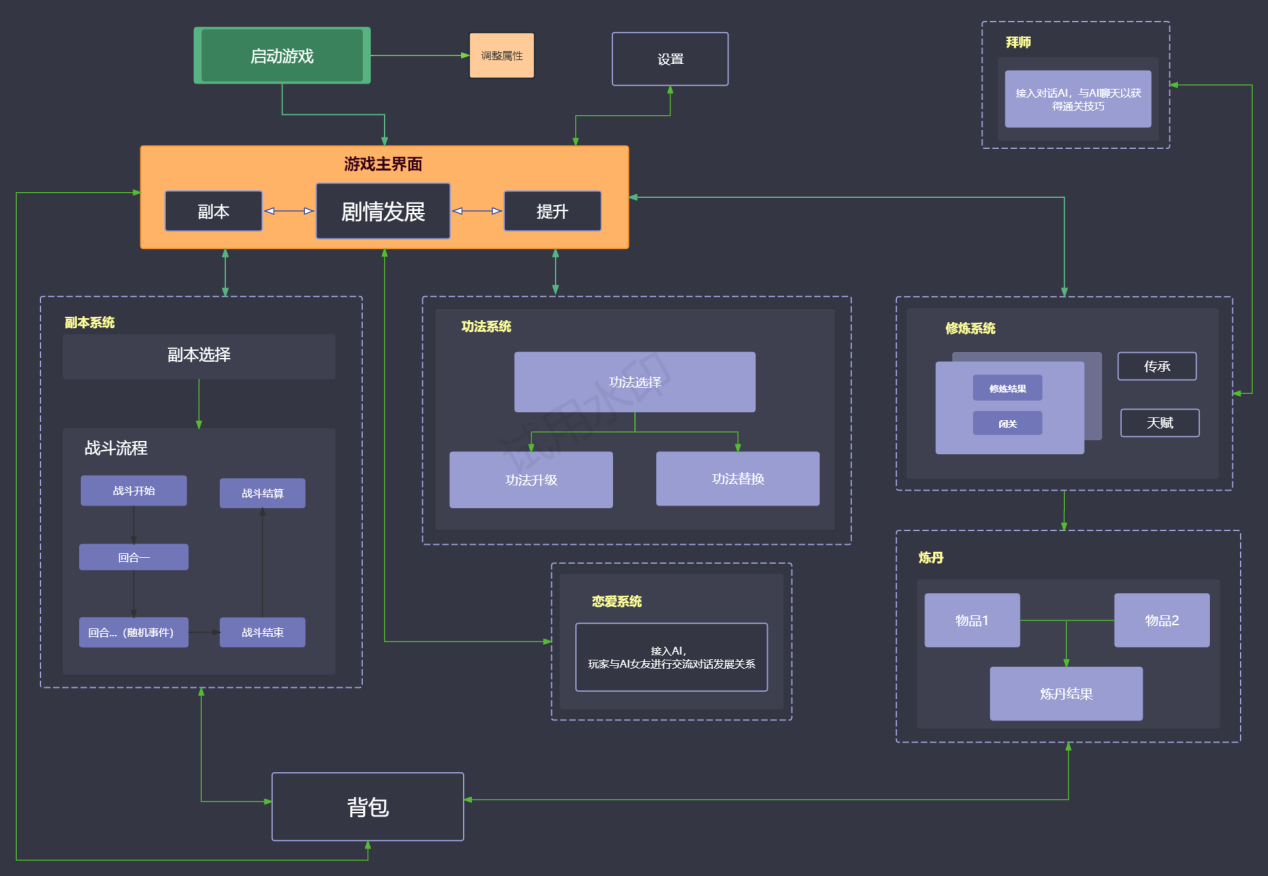 启动游戏
调整属性
设置
拜师
接入对话AI，与AI聊天以获
得通关技巧
游戏主界面
副本
剧情发展
提升
副本系统
副本选择
战斗流程
战斗开始
战斗结算
回合一
回合...（随机事件）
战斗结束
功法系统
功法选择
功法升级
功法替换
试用水印
恋爱系统
接入AI，
玩家与AI女友进行交流对话发展关系
修炼系统
修炼结果
闭关
传承
天赋
炼丹
物品1
物品2
炼丹结果
背包